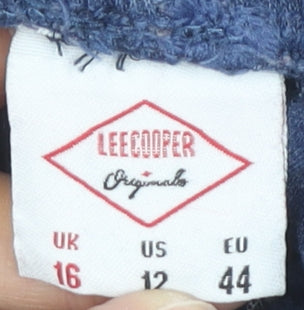 LEECOOPER
Originals
UK US EU
16 12 44